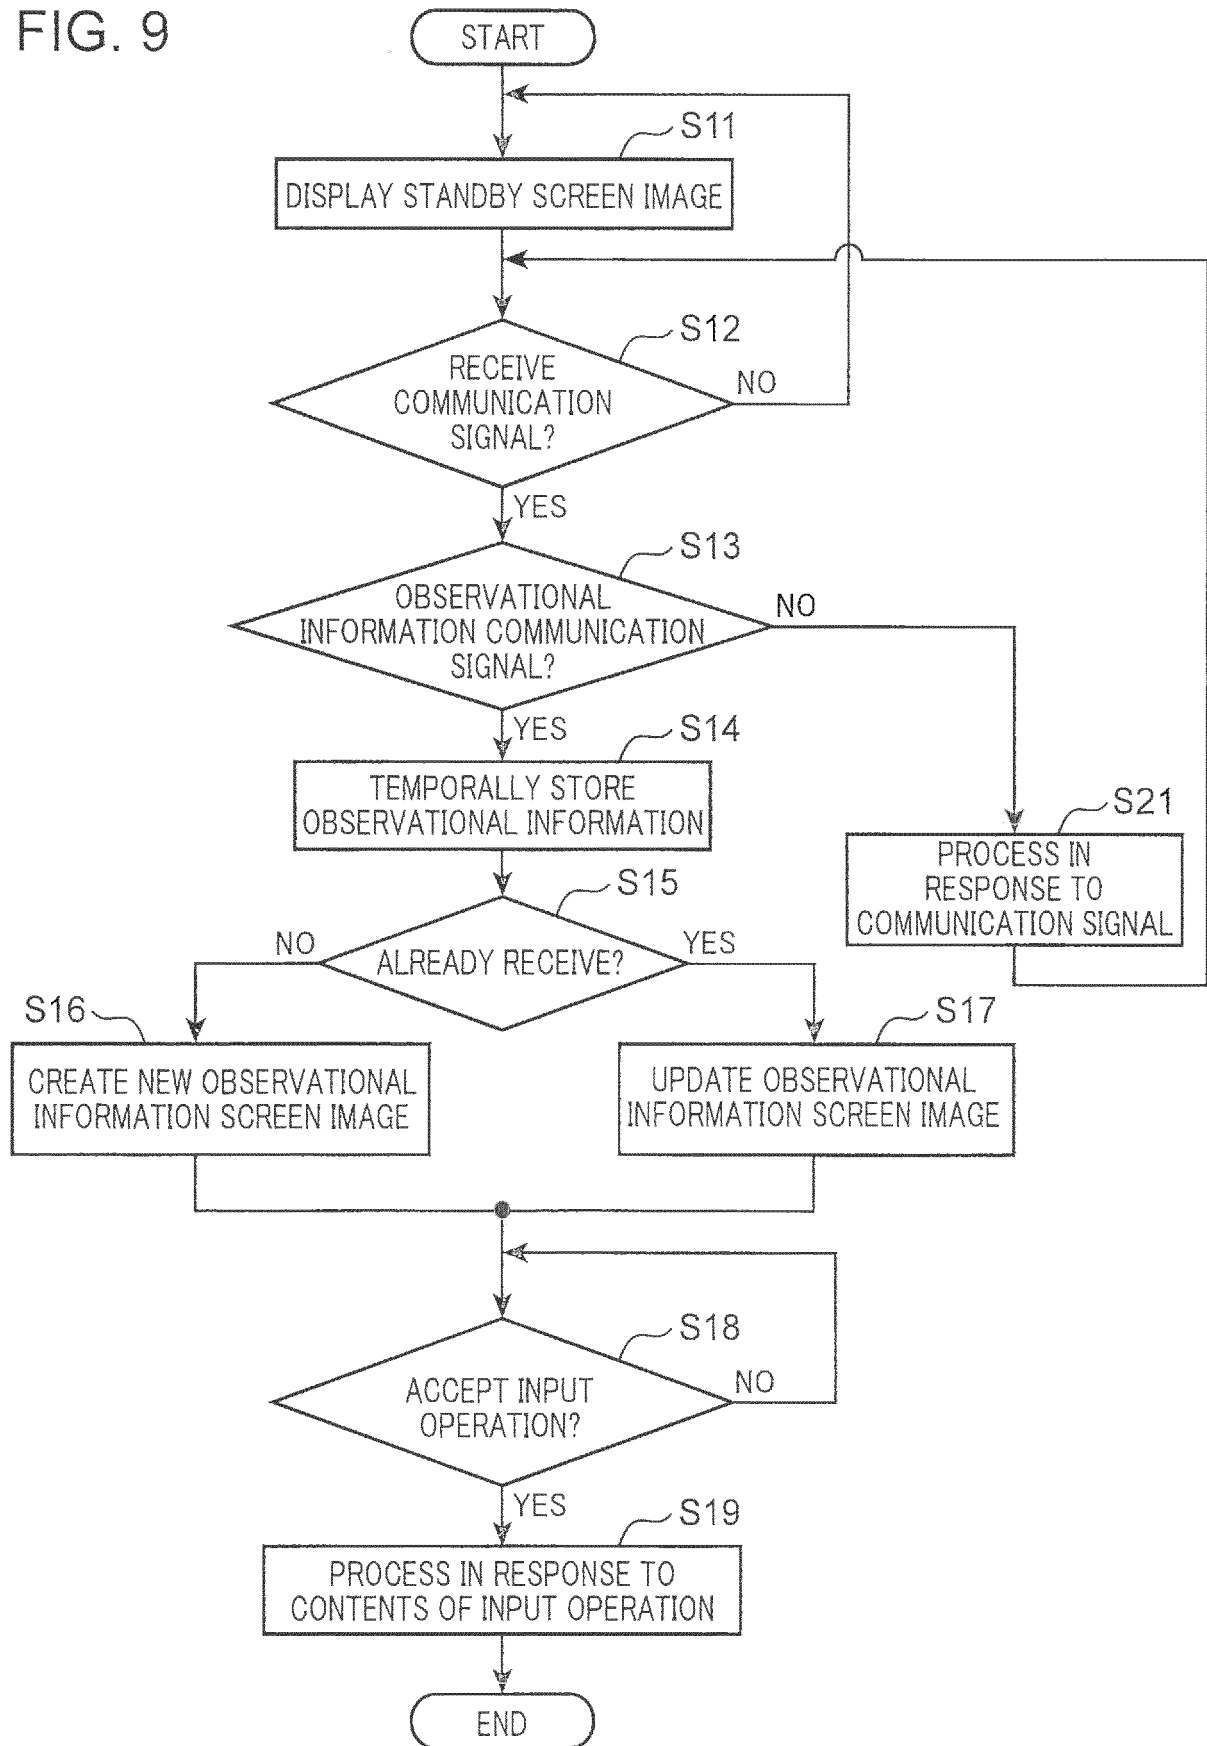 FIG. 9
START
S11
DISPLAY STANDBY SCREEN IMAGE
S12
RECEIVE
COMMUNICATION
SIGNAL?
NO
YES
S13
OBSERVATIONAL
INFORMATION COMMUNICATION
SIGNAL?
NO
YES
S14
TEMPORALLY STORE
OBSERVATIONAL INFORMATION
S21
PROCESS IN
RESPONSE TO
COMMUNICATION SIGNAL
S15
ALREADY RECEIVE?
NO
YES
S16
CREATE NEW OBSERVATIONAL
INFORMATION SCREEN IMAGE
S17
UPDATE OBSERVATIONAL
INFORMATION SCREEN IMAGE
S18
ACCEPT INPUT
OPERATION?
NO
YES
S19
PROCESS IN RESPONSE TO
CONTENTS OF INPUT OPERATION
END